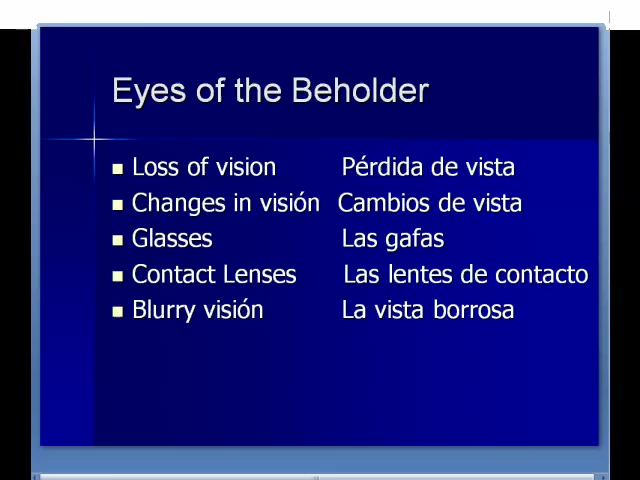 Eyes of the Beholder
Loss of vision Pérdida de vista
Changes in visión Cambios de vista
Glasses Las gafas
Contact Lenses Las lentes de contacto
Blurry visión La vista borrosa